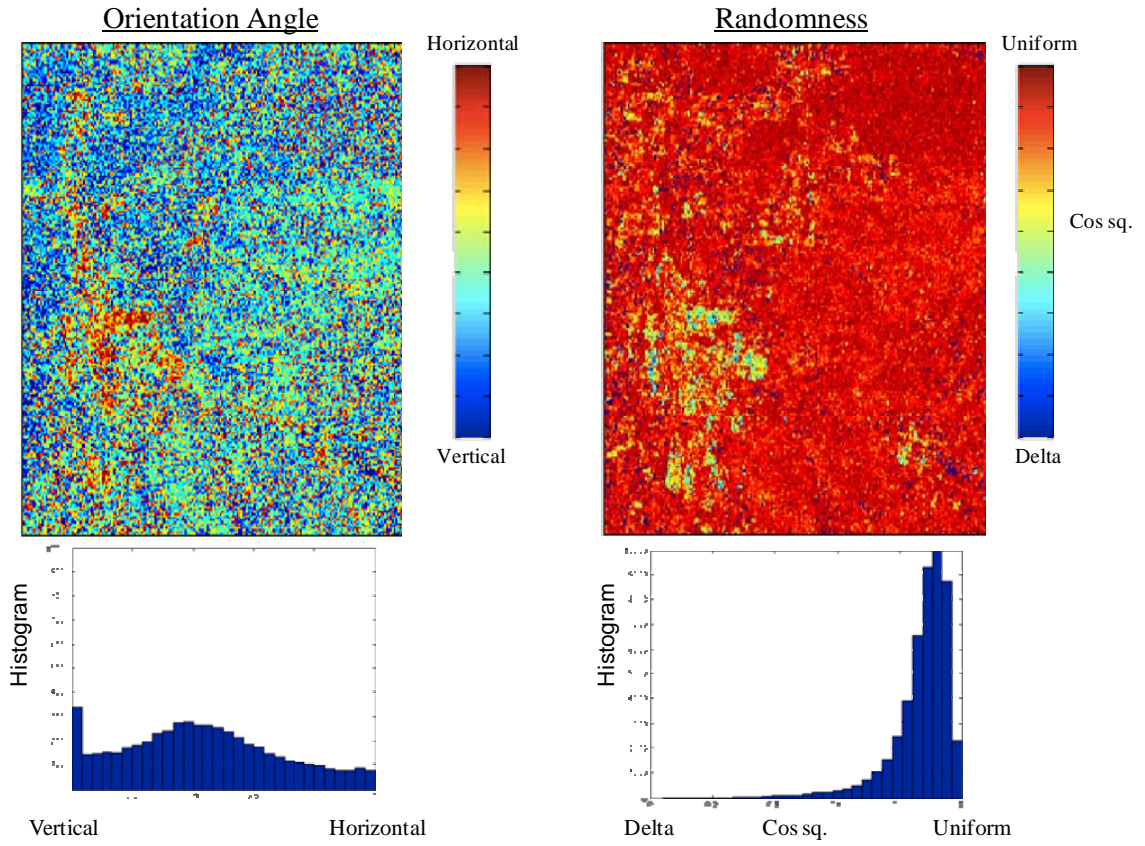 Orientation Angle
Horizontal
Vertical
Randomness
Uniform
Cos sq.
Delta
Histogram
Vertical
Horizontal
Histogram
Delta
Cos sq.
Uniform